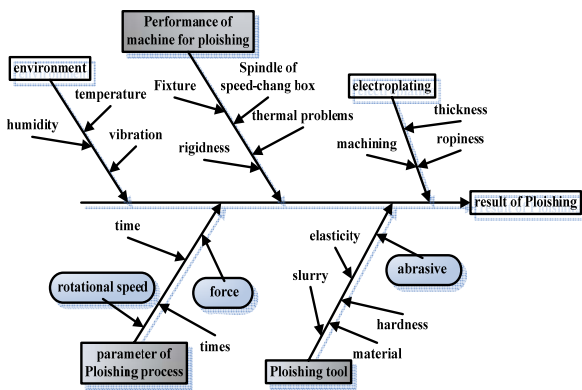 Performance of
machine for ploishing
environment
Spindle of
speed-chang box
Fixture
electroplating
temperature
thickness
humidity
thermal problems
vibration
machining
ropiness
rigidness
result of Ploishing
time
elasticity
force
abrasive
slurry
rotational speed
hardness
times
material
parameter of
Ploishing process
Ploishing tool